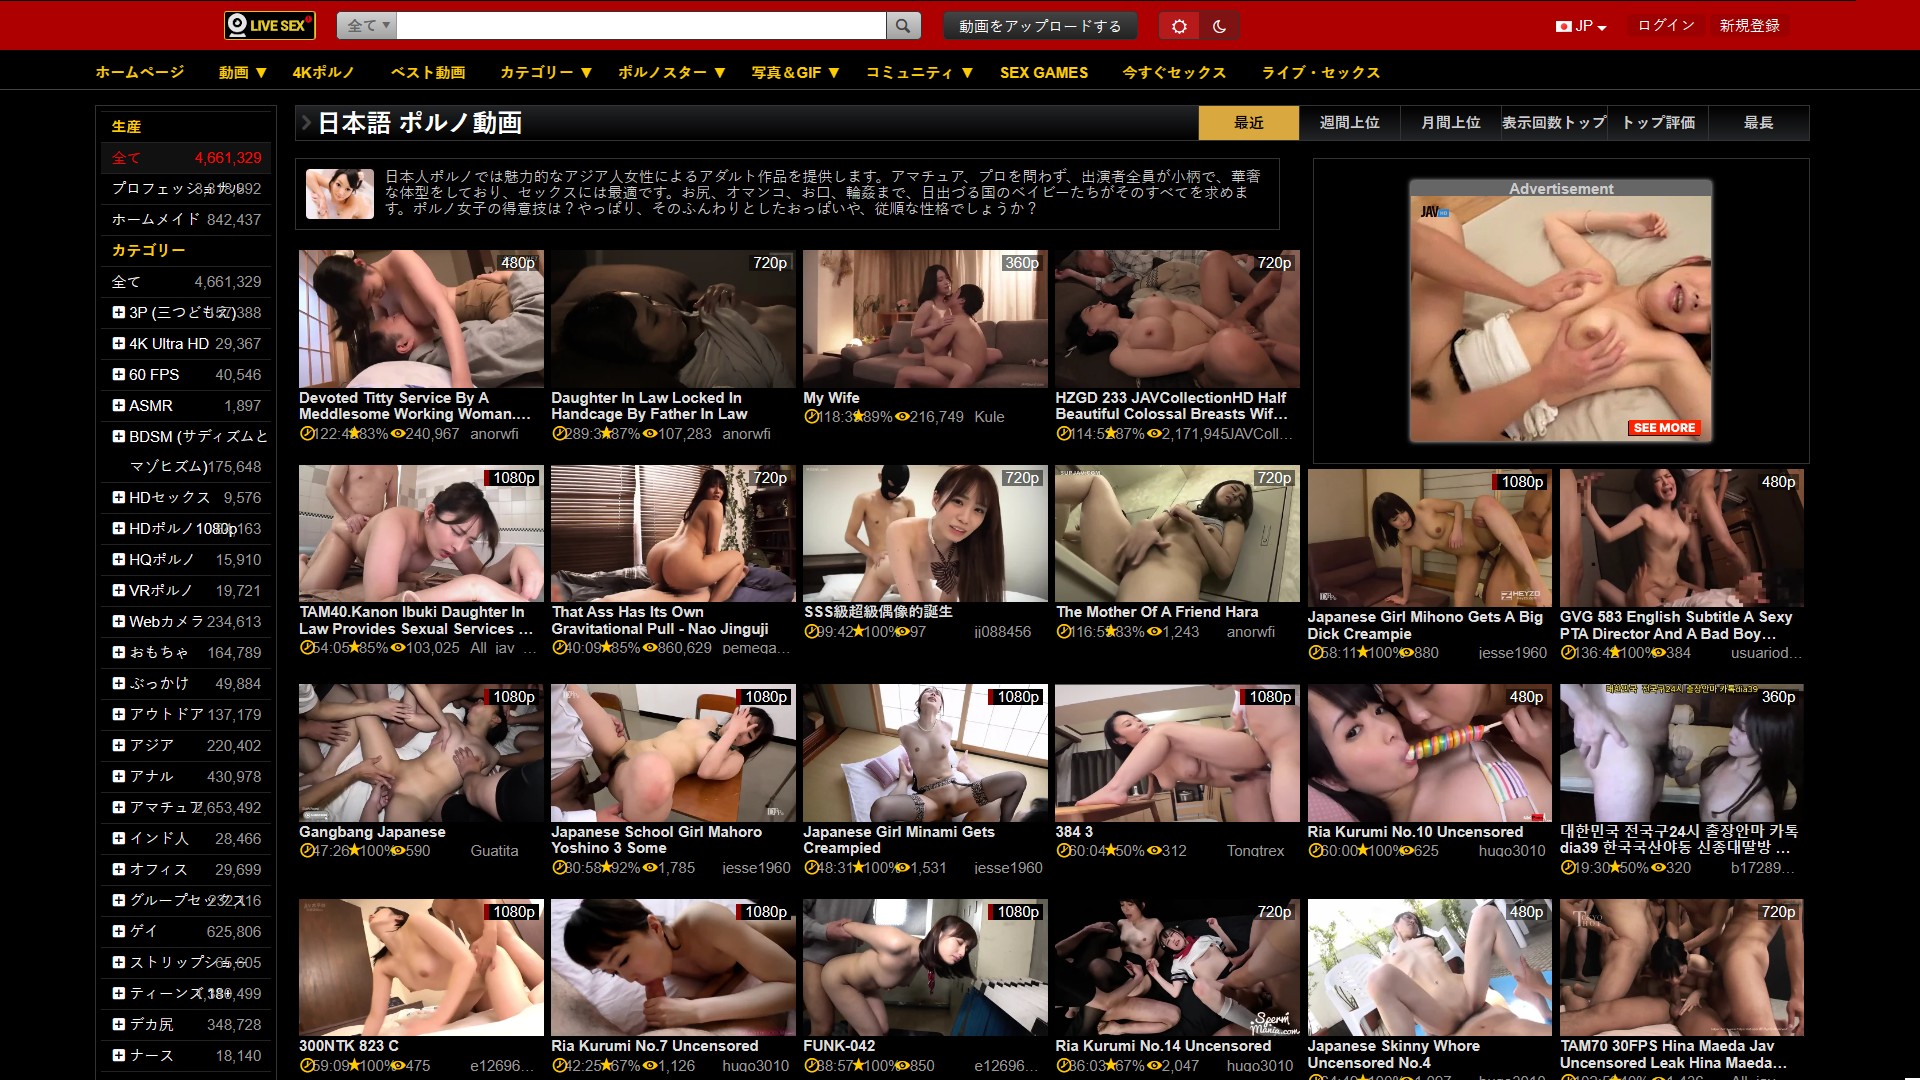 LIVE SEX
全て ▼
動画をアップロードする
JP
ログイン
新規登録
ホームページ
動画 ▼
4Kポルノ
ベスト動画
カテゴリー ▼
ポルノスター ▼
写真＆GIF ▼
コミュニティ ▼
SEX GAMES
今すぐセックス
ライブ・セックス
生産
全て 4,661,329
プロフェッショナル
ホームメイド 842,437
カテゴリー
全て 4,661,329
3P (三つどもえ)
4K Ultra HD 29,367
60 FPS 40,546
ASMR 1,897
BDSM (サディズムと
マゾヒズム)175,648
HDセックス 9,576
HDポルノ1080p
HQポルノ 15,910
VRポルノ 19,721
Webカメラ 234,613
おもちゃ 164,789
ぶっかけ 49,884
アウトドア 137,179
アジア 220,402
アナル 430,978
アマチュア
インド人 28,466
オフィス 29,699
グループセックス
ゲイ 625,806
ストリップショー
ティーンズ
デカ尻 348,728
ナース 18,140
日本語 ポルノ動画
最近
週間上位
月間上位
表示回数トップ
トップ評価
最長
日本人ポルノでは魅力的なアジア人女性によるアダルト作品を提供します。アマチュア、プロを問わず、出演者全員が小柄で、華奢
な体型をしており、セックスには最適です。お尻、オマンコ、お口、輪姦まで、日出づる国のベイビーたちがそのすべてを求めま
す。ポルノ女子の得意技は？やっぱり、そのふんわりとしたおっぱいや、従順な性格でしょうか？
Advertisement
JAV HD
SEE MORE
480p
720p
360p
720p
Devoted Titty Service By A
Meddlesome Working Woman....
83% 240,967 anorwfi
Daughter In Law Locked In
Handcage By Father In Law
87% 107,283 anorwfi
My Wife
89% 216,749 Kule
HZGD 233 JAVCollectionHD Half
Beautiful Colossal Breasts Wif...
87% 2,171,945 JAVColl...
1080p
720p
720p
720p
1080p
480p
TAM40.Kanon Ibuki Daughter In
Law Provides Sexual Services ...
54:05 85% 103,025 All_jav_...
That Ass Has Its Own
Gravitational Pull - Nao Jinguji
40:09 85% 860,629 pemega...
SSS級超級偶像的誕生
99:42 100% 97 jj088456
The Mother Of A Friend Hara
83% 1,243 anorwfi
HEYZO
Japanese Girl Mihono Gets A Big
Dick Creampie
58:11 100% 880 jesse1960
GVG 583 English Subtitle A Sexy
PTA Director And A Bad Boy...
100% 384 usuariod...
1080p
1080p
1080p
1080p
480p
대한민국 전국구24시 출장안마 카톡dia39
360p
Gangbang Japanese
47:26 100% 590 Guatita
Japanese School Girl Mahoro
Yoshino 3 Some
80:58 92% 1,785 jesse1960
Japanese Girl Minami Gets
Creampied
48:31 100% 1,531 jesse1960
384 3
60:04 50% 312 Tongtrex
Ria Kurumi No.10 Uncensored
60:00 100% 625 hugo3010
대한민국 전국구24시 출장안마 카톡
dia39 한국국산야동 신종대딸방 ...
19:30 50% 320 b17289...
1080p
1080p
1080p
720p
480p
720p
Sperm
Mania.com
Tokyo
Hot
300NTK 823 C
59:09 100% 475 e12696...
Ria Kurumi No.7 Uncensored
42:25 67% 1,126 hugo3010
FUNK-042
38:57 100% 850 e12696...
Ria Kurumi No.14 Uncensored
36:03 67% 2,047 hugo3010
Japanese Skinny Whore
Uncensored No.4
TAM70 30FPS Hina Maeda Jav
Uncensored Leak Hina Maeda...